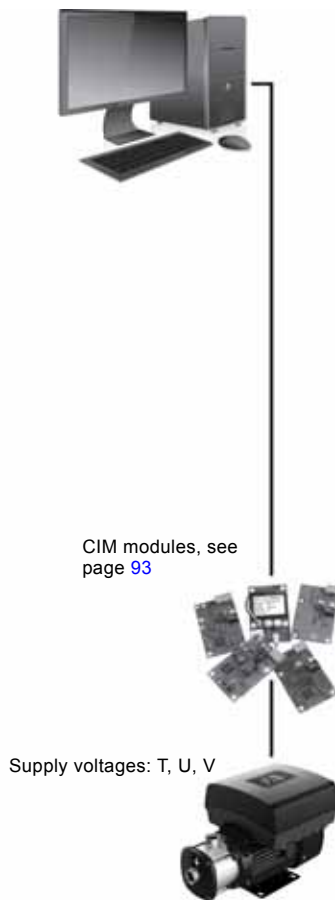 CIM modules, see
page 93
Supply voltages: T, U, V